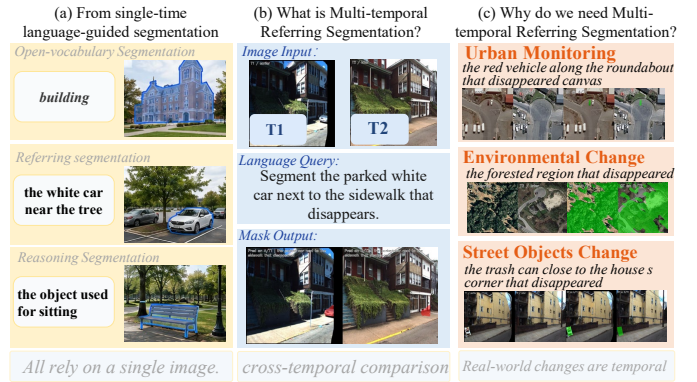 (a) From single-time
language-guided segmentation
Open-vocabulary Segmentation
building
Referring segmentation
the white car
near the tree
Reasoning Segmentation
the object used
for sitting
All rely on a single image.
(b) What is Multi-temporal
Referring Segmentation?
Image Input:
T1
T2
Language Query:
Segment the parked white
car next to the sidewalk that
disappears.
Mask Output:
cross-temporal comparison
(c) Why do we need Multi-
temporal Referring Segmentation?
Urban Monitoring
the red vehicle along the roundabout
that disappeared canvas
Environmental Change
the forested region that disappeared
Street Objects Change
the trash can close to the house s
corner that disappeared
Real-world changes are temporal